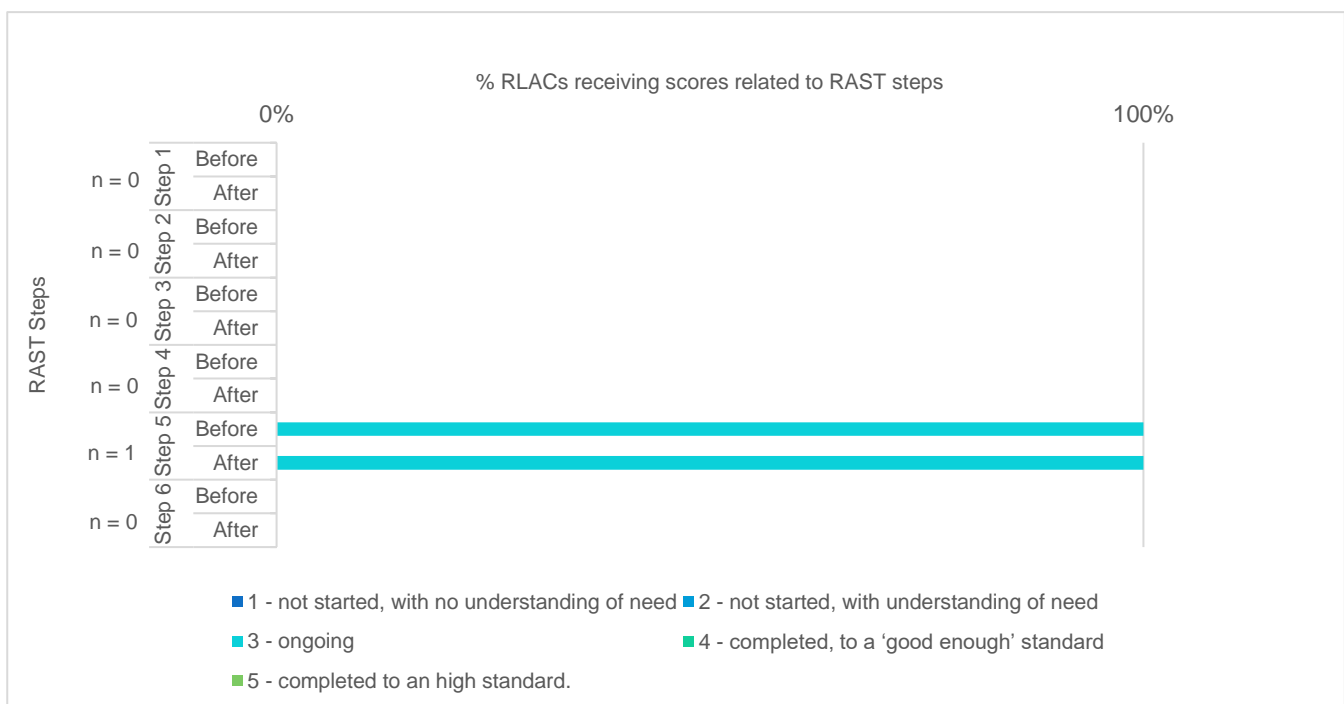 % RLACs receiving scores related to RAST steps
0% 100%
RAST Steps
n = 0 Step 1 Before
After
n = 0 Step 2 Before
After
n = 0 Step 3 Before
After
n = 0 Step 4 Before
After
n = 1 Step 5 Before
After
n = 0 Step 6 Before
After
1 - not started, with no understanding of need 2 - not started, with understanding of need
3 - ongoing 4 - completed, to a ‘good enough’ standard
5 - completed to an high standard.